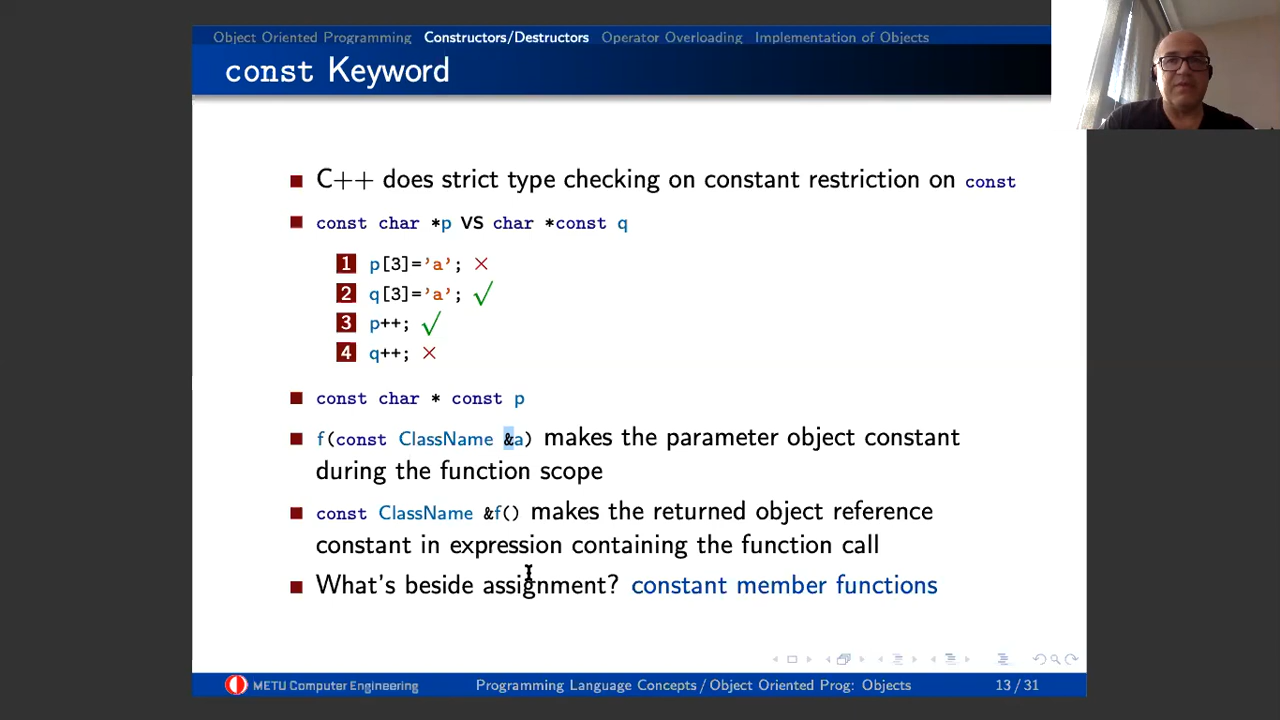 Object Oriented Programming Constructors/Destructors Operator Overloading Implementation of Objects
const Keyword
C++ does strict type checking on constant restriction on const
const char *p VS char *const q
1 p[3]='a'; ×
2 q[3]='a'; √
3 p++; √
4 q++; ×
const char * const p
f(const ClassName &a) makes the parameter object constant
during the function scope
const ClassName &f() makes the returned object reference
constant in expression containing the function call
What's beside assignment? constant member functions
METU Computer Engineering Programming Language Concepts / Object Oriented Prog: Objects 13 / 31